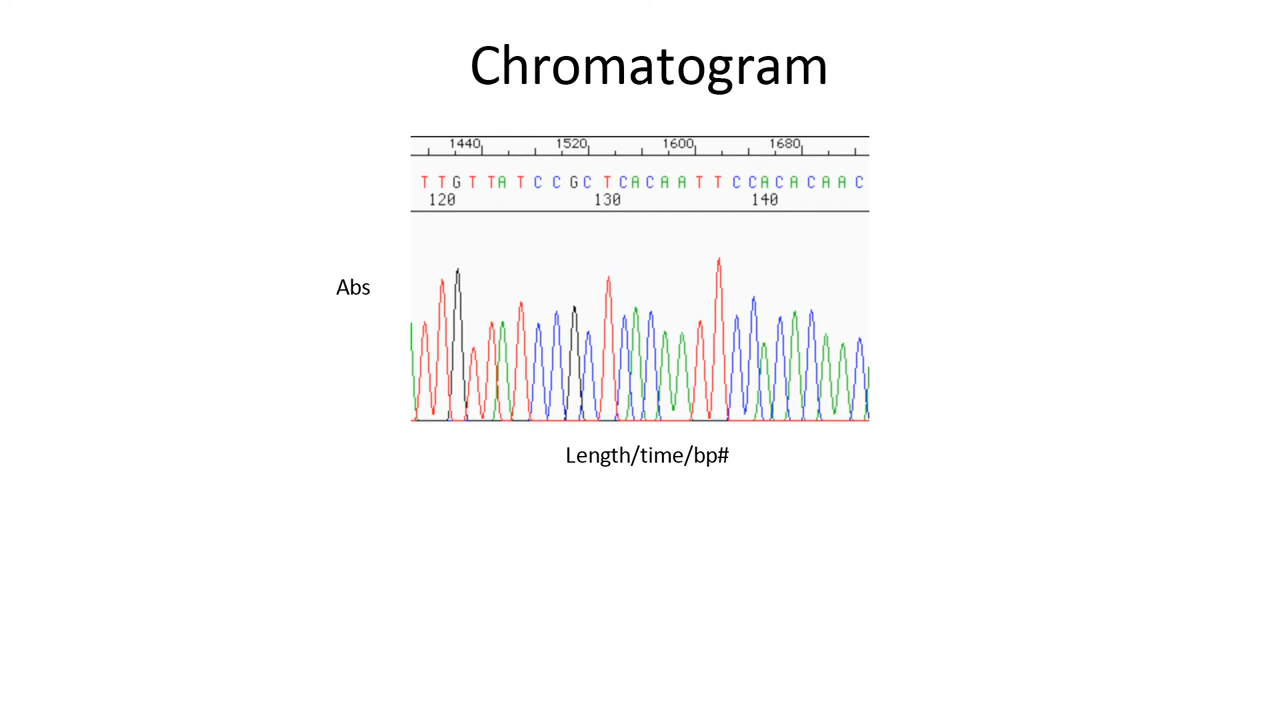 Chromatogram
1440 1520 1600 1680
T T G T T A T C C G C T C A C A A T T C C A C A C A A C
120 130 140
Abs
Length/time/bp#